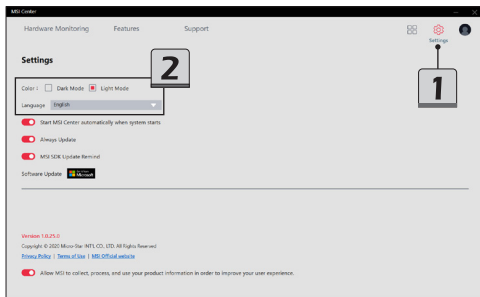 MSI Center
Hardware Monitoring Features Support
Settings
Settings
2
1
Color : Dark Mode Light Mode
Language English
Start MSI Center automatically when system starts
Always Update
MSI SDK Update Remind
Software Update Microsoft
Version 1.0.25.0
Copyright © 2020 Micro-Star INT'L CO., LTD. All Rights Reserved
Privacy Policy | Terms of Use | MSI Official website
Allow MSI to collect, process, and use your product information in order to improve your user experience.